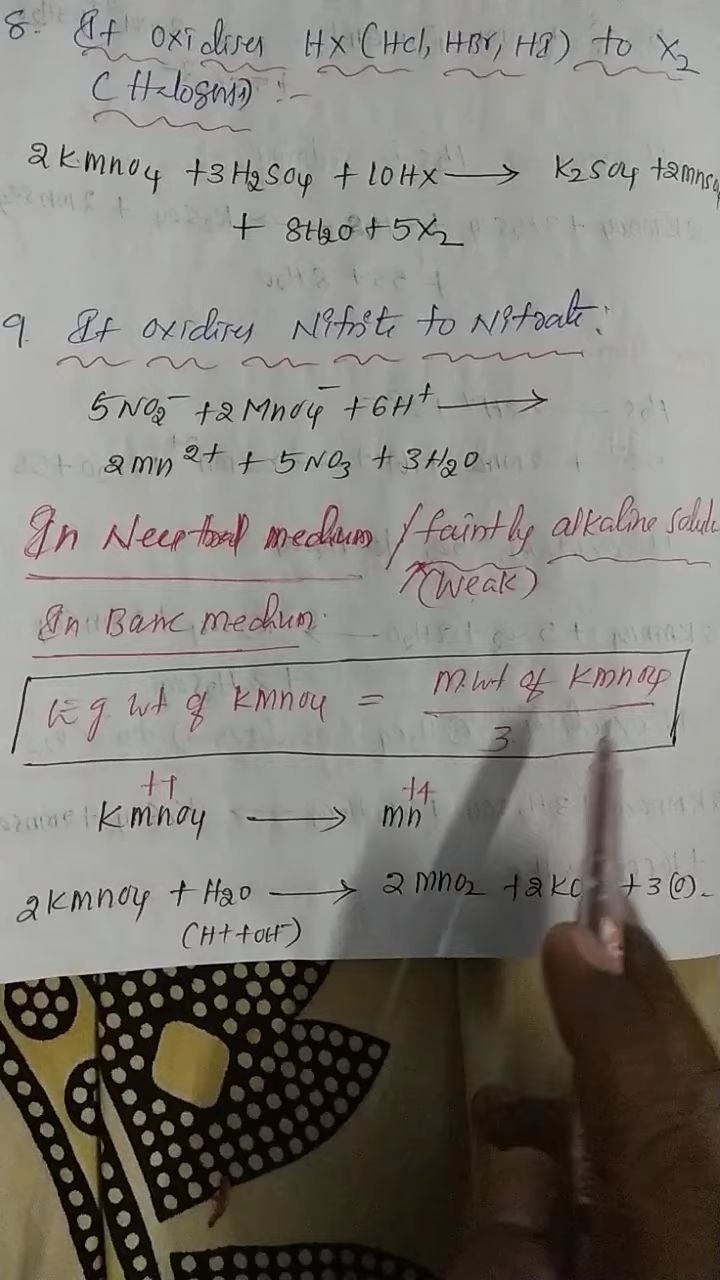 8. It oxidises HX (HCl, HBr, HI) to X₂
(Halogens) :-
2KMnO₄ + 3H₂SO₄ + 10HX → K₂SO₄ + 2MnSO₄
+ 8H₂O + 5X₂
9. It oxidises Nitrite to Nitrate:
5NO₂⁻ + 2MnO₄⁻ + 6H⁺ →
2Mn²⁺ + 5NO₃ + 3H₂O
In Neutral medium / faintly alkaline
(Weak)
In Basic medium.
Eq wt of KMnO₄ = M.wt of KMnO₄
3
+7 +4
KMnO₄ → Mn
2KMnO₄ + H₂O → 2MnO₂ + 2K + 3(O).
(H⁺+OH⁻)